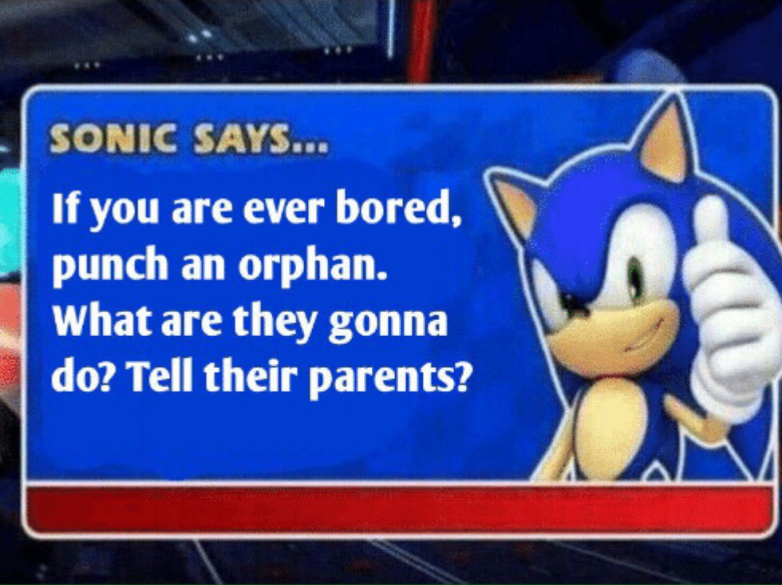 SONIC SAYS...
If you are ever bored,
punch an orphan.
What are they gonna
do? Tell their parents?